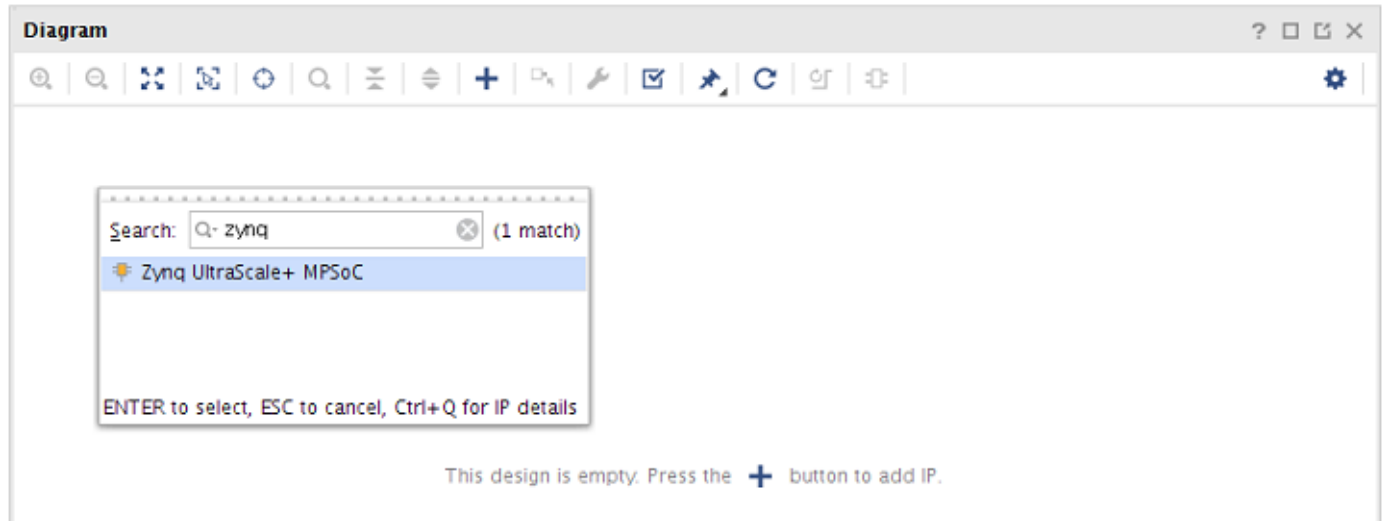 Diagram
Search: zynq (1 match)
Zynq UltraScale+ MPSoC
ENTER to select, ESC to cancel, Ctrl+Q for IP details
This design is empty. Press the + button to add IP.